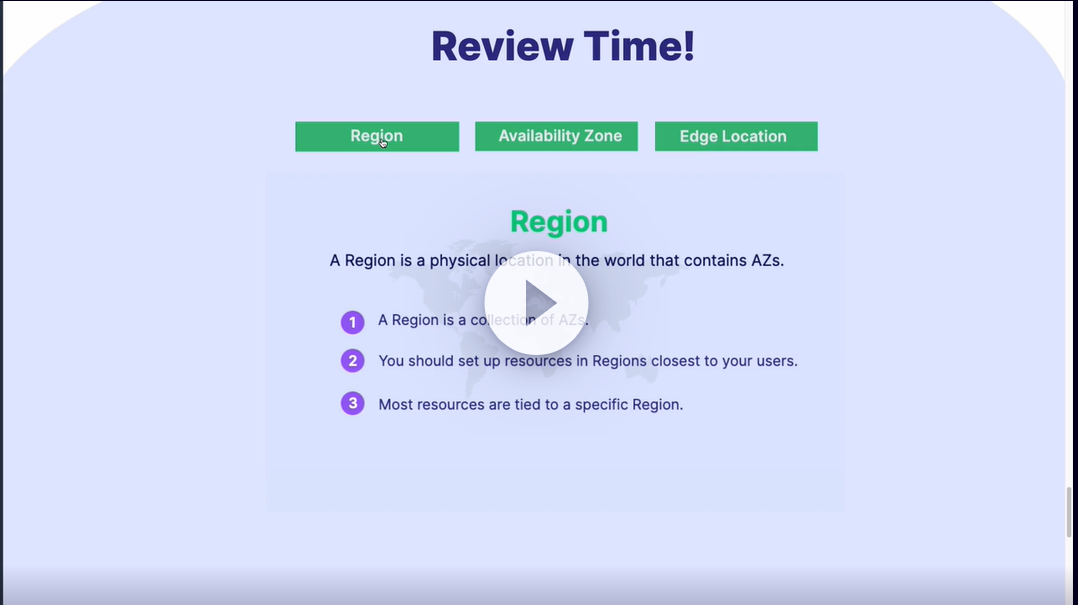 Review Time!
Region
Availability Zone
Edge Location
Region
A Region is a physical location in the world that contains AZs.
1 A Region is a collection of AZs.
2 You should set up resources in Regions closest to your users.
3 Most resources are tied to a specific Region.